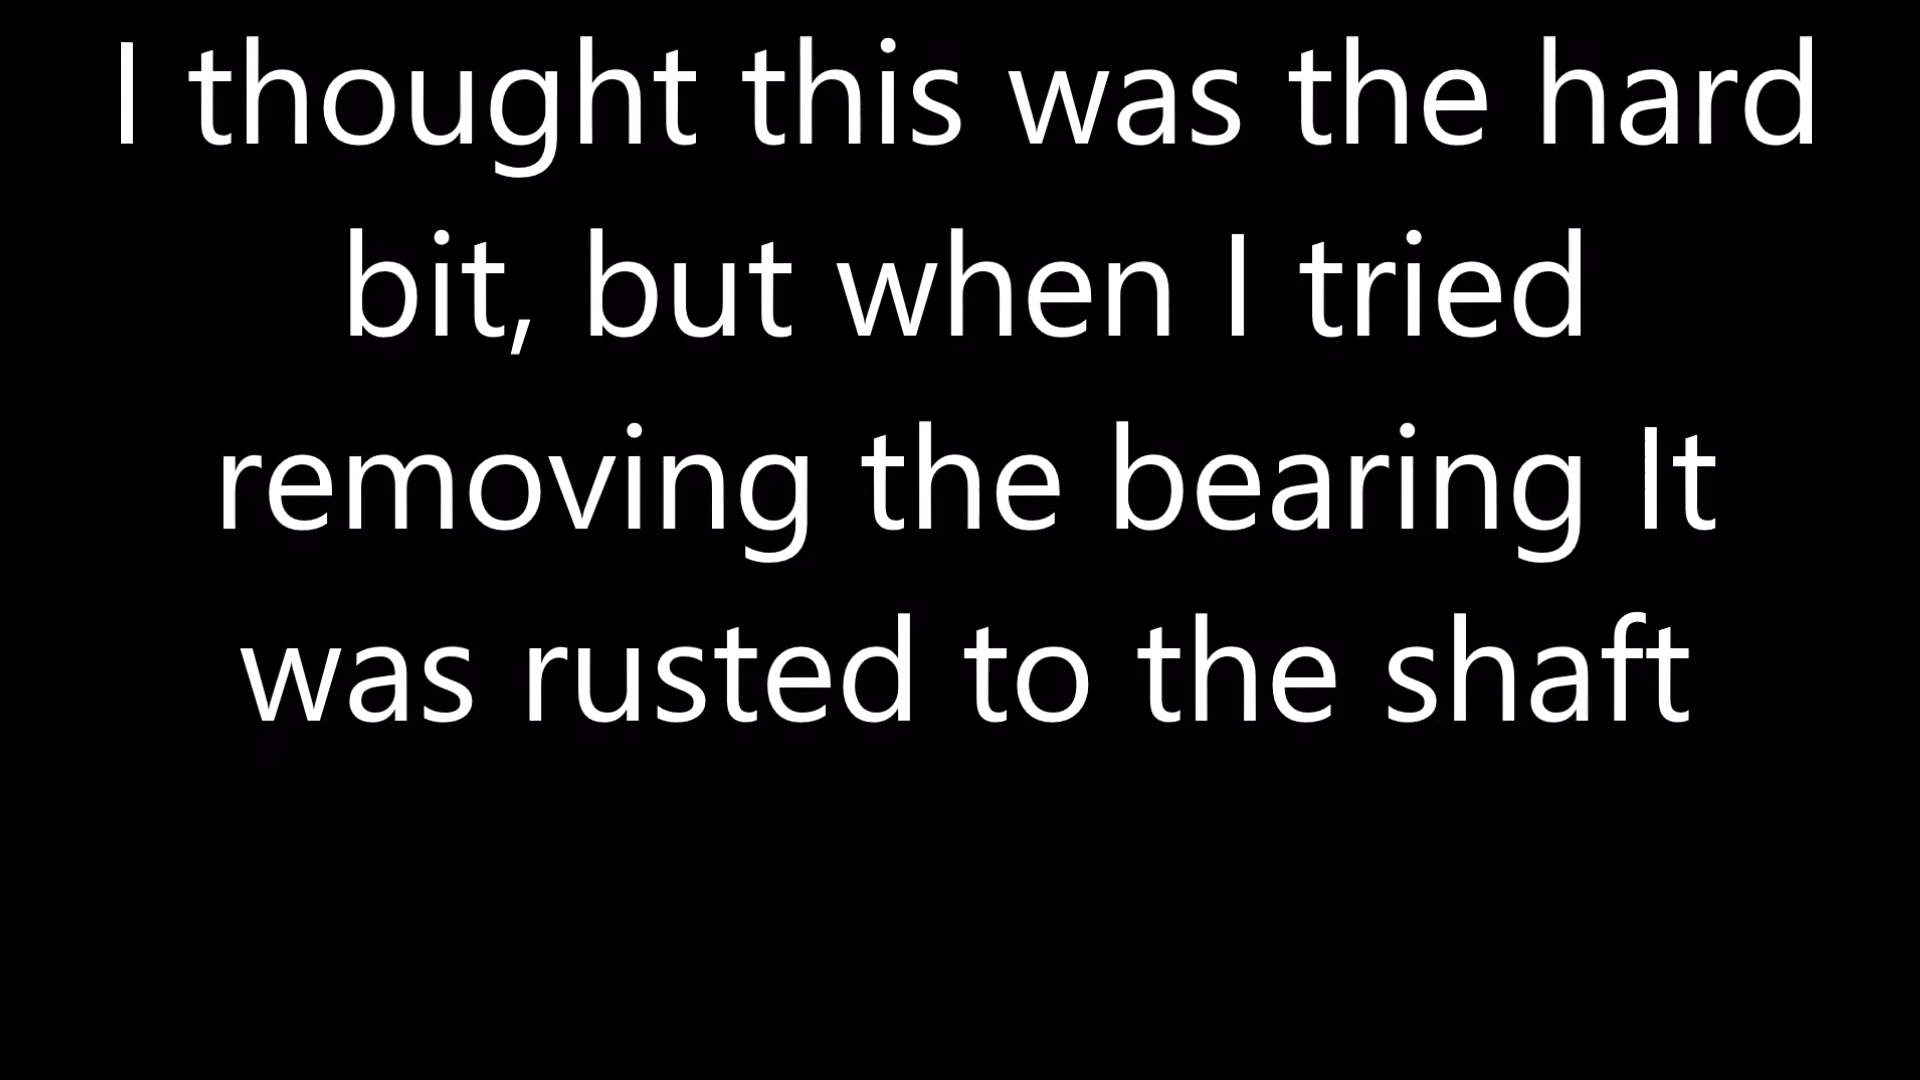 I thought this was the hard
bit, but when I tried
removing the bearing It
was rusted to the shaft